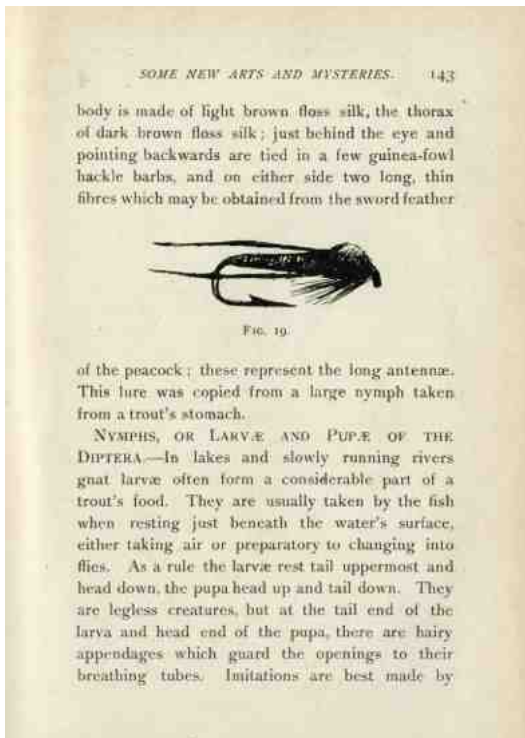 SOME NEW ARTS AND MYSTERIES. 143
body is made of light brown floss silk, the thorax
of dark brown floss silk; just behind the eye and
pointing backwards are tied in a few guinea-fowl
hackle barbs, and on either side two long, thin
fibres which may be obtained from the sword feather
FIG. 19.
of the peacock; these represent the long antennæ.
This lure was copied from a large nymph taken
from a trout's stomach.
NYMPHS, OR LARVÆ AND PUPÆ OF THE
DIPTERA.—In lakes and slowly running rivers
gnat larvæ often form a considerable part of a
trout's food. They are usually taken by the fish
when resting just beneath the water's surface,
either taking air or preparatory to changing into
flies. As a rule the larvæ rest tail uppermost and
head down, the pupa head up and tail down. They
are legless creatures, but at the tail end of the
larva and head end of the pupa, there are hairy
appendages which guard the openings to their
breathing tubes. Imitations are best made by